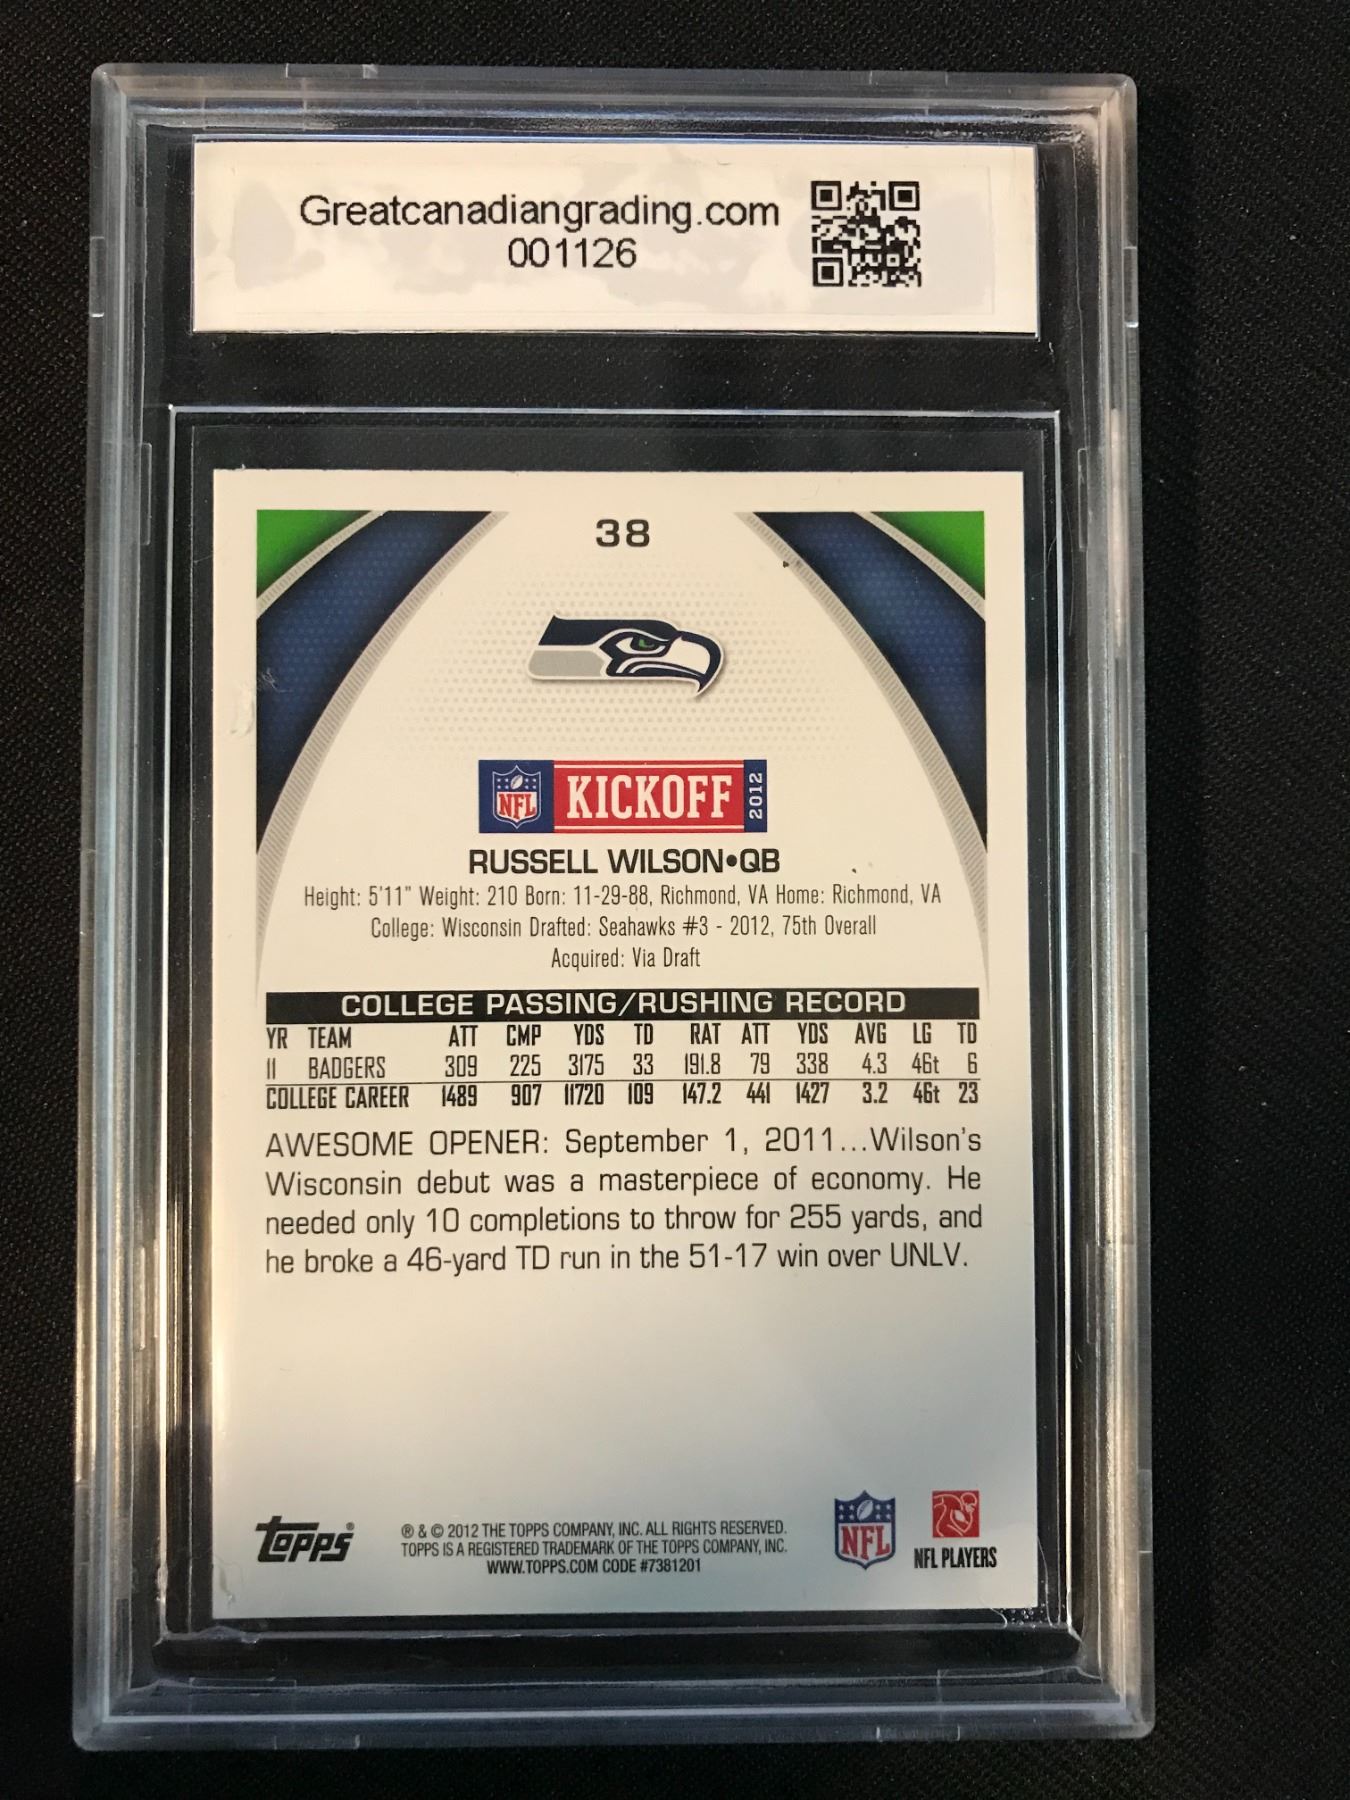 Greatcanadiangrading.com
001126
38
NFL KICKOFF 2012
RUSSELL WILSON•QB
Height: 5'11" Weight: 210 Born: 11-29-88, Richmond, VA Home: Richmond, VA
College: Wisconsin Drafted: Seahawks #3 - 2012, 75th Overall
Acquired: Via Draft
COLLEGE PASSING/RUSHING RECORD
YR TEAM ATT CMP YDS TD RAT ATT YDS AVG LG TD
11 BADGERS 309 225 3175 33 191.8 79 338 4.3 46t 6
COLLEGE CAREER 1489 907 11720 109 147.2 441 1427 3.2 46t 23
AWESOME OPENER: September 1, 2011...Wilson's
Wisconsin debut was a masterpiece of economy. He
needed only 10 completions to throw for 255 yards, and
he broke a 46-yard TD run in the 51-17 win over UNLV.
topps®
® & © 2012 THE TOPPS COMPANY, INC. ALL RIGHTS RESERVED.
TOPPS IS A REGISTERED TRADEMARK OF THE TOPPS COMPANY, INC.
WWW.TOPPS.COM CODE #7381201
NFL
NFL PLAYERS